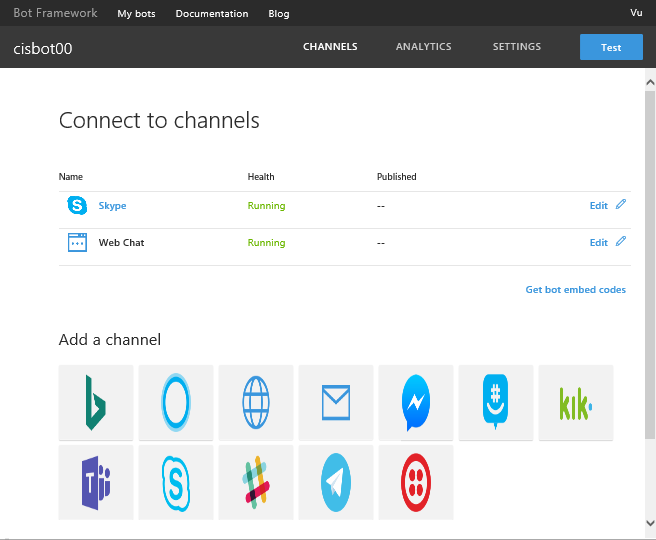 Bot Framework My bots Documentation Blog Vu
cisbot00 CHANNELS ANALYTICS SETTINGS Test
Connect to channels
Name Health Published
Skype Running -- Edit
Web Chat Running -- Edit
Get bot embed codes
Add a channel
kik.